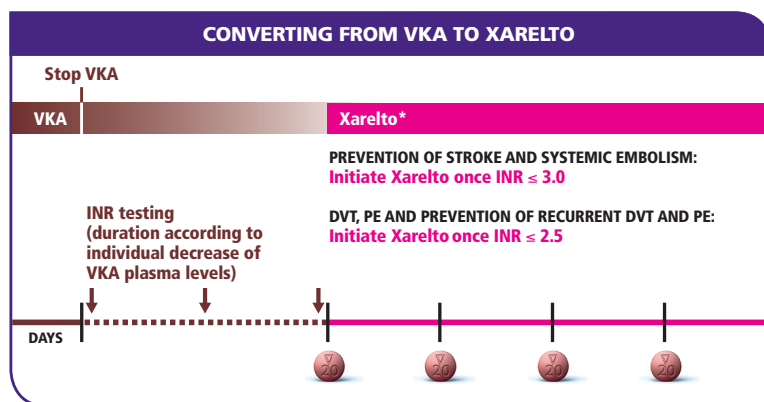 CONVERTING FROM VKA TO XARELTO
Stop VKA
VKA
Xarelto*
PREVENTION OF STROKE AND SYSTEMIC EMBOLISM:
Initiate Xarelto once INR ≤ 3.0
DVT, PE AND PREVENTION OF RECURRENT DVT AND PE:
Initiate Xarelto once INR ≤ 2.5
INR testing
(duration according to
individual decrease of
VKA plasma levels)
DAYS
20
20
20
20